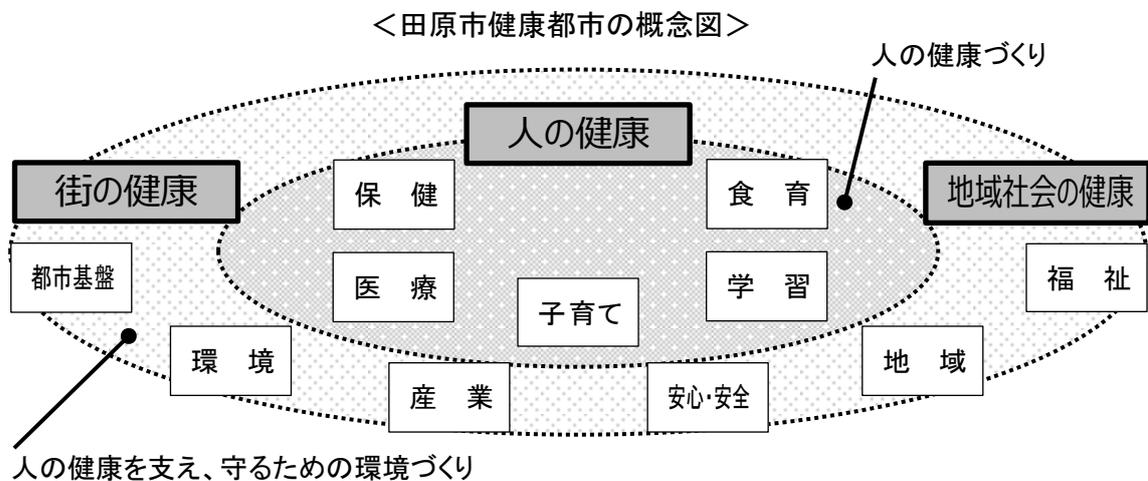 ＜田原市健康都市の概念図＞
人の健康づくり
人の健康
街の健康
地域社会の健康
保　健
食　育
都市基盤
医　療
子育て
学　習
福　祉
環　境
産　業
安心・安全
地　域
人の健康を支え、守るための環境づくり